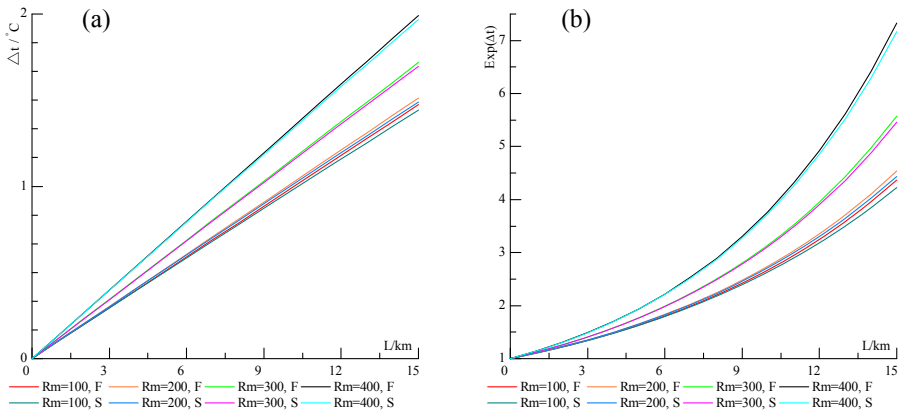 (a)
(b)
△t / °C
2
1
0
3
6
9
12
15
L/km
Exp(Δt)
7
6
5
4
3
2
1
0
3
6
9
12
15
L/km
Rm=100, F
Rm=200, F
Rm=300, F
Rm=400, F
Rm=100, S
Rm=200, S
Rm=300, S
Rm=400, S
Rm=100, F
Rm=200, F
Rm=300, F
Rm=400, F
Rm=100, S
Rm=200, S
Rm=300, S
Rm=400, S